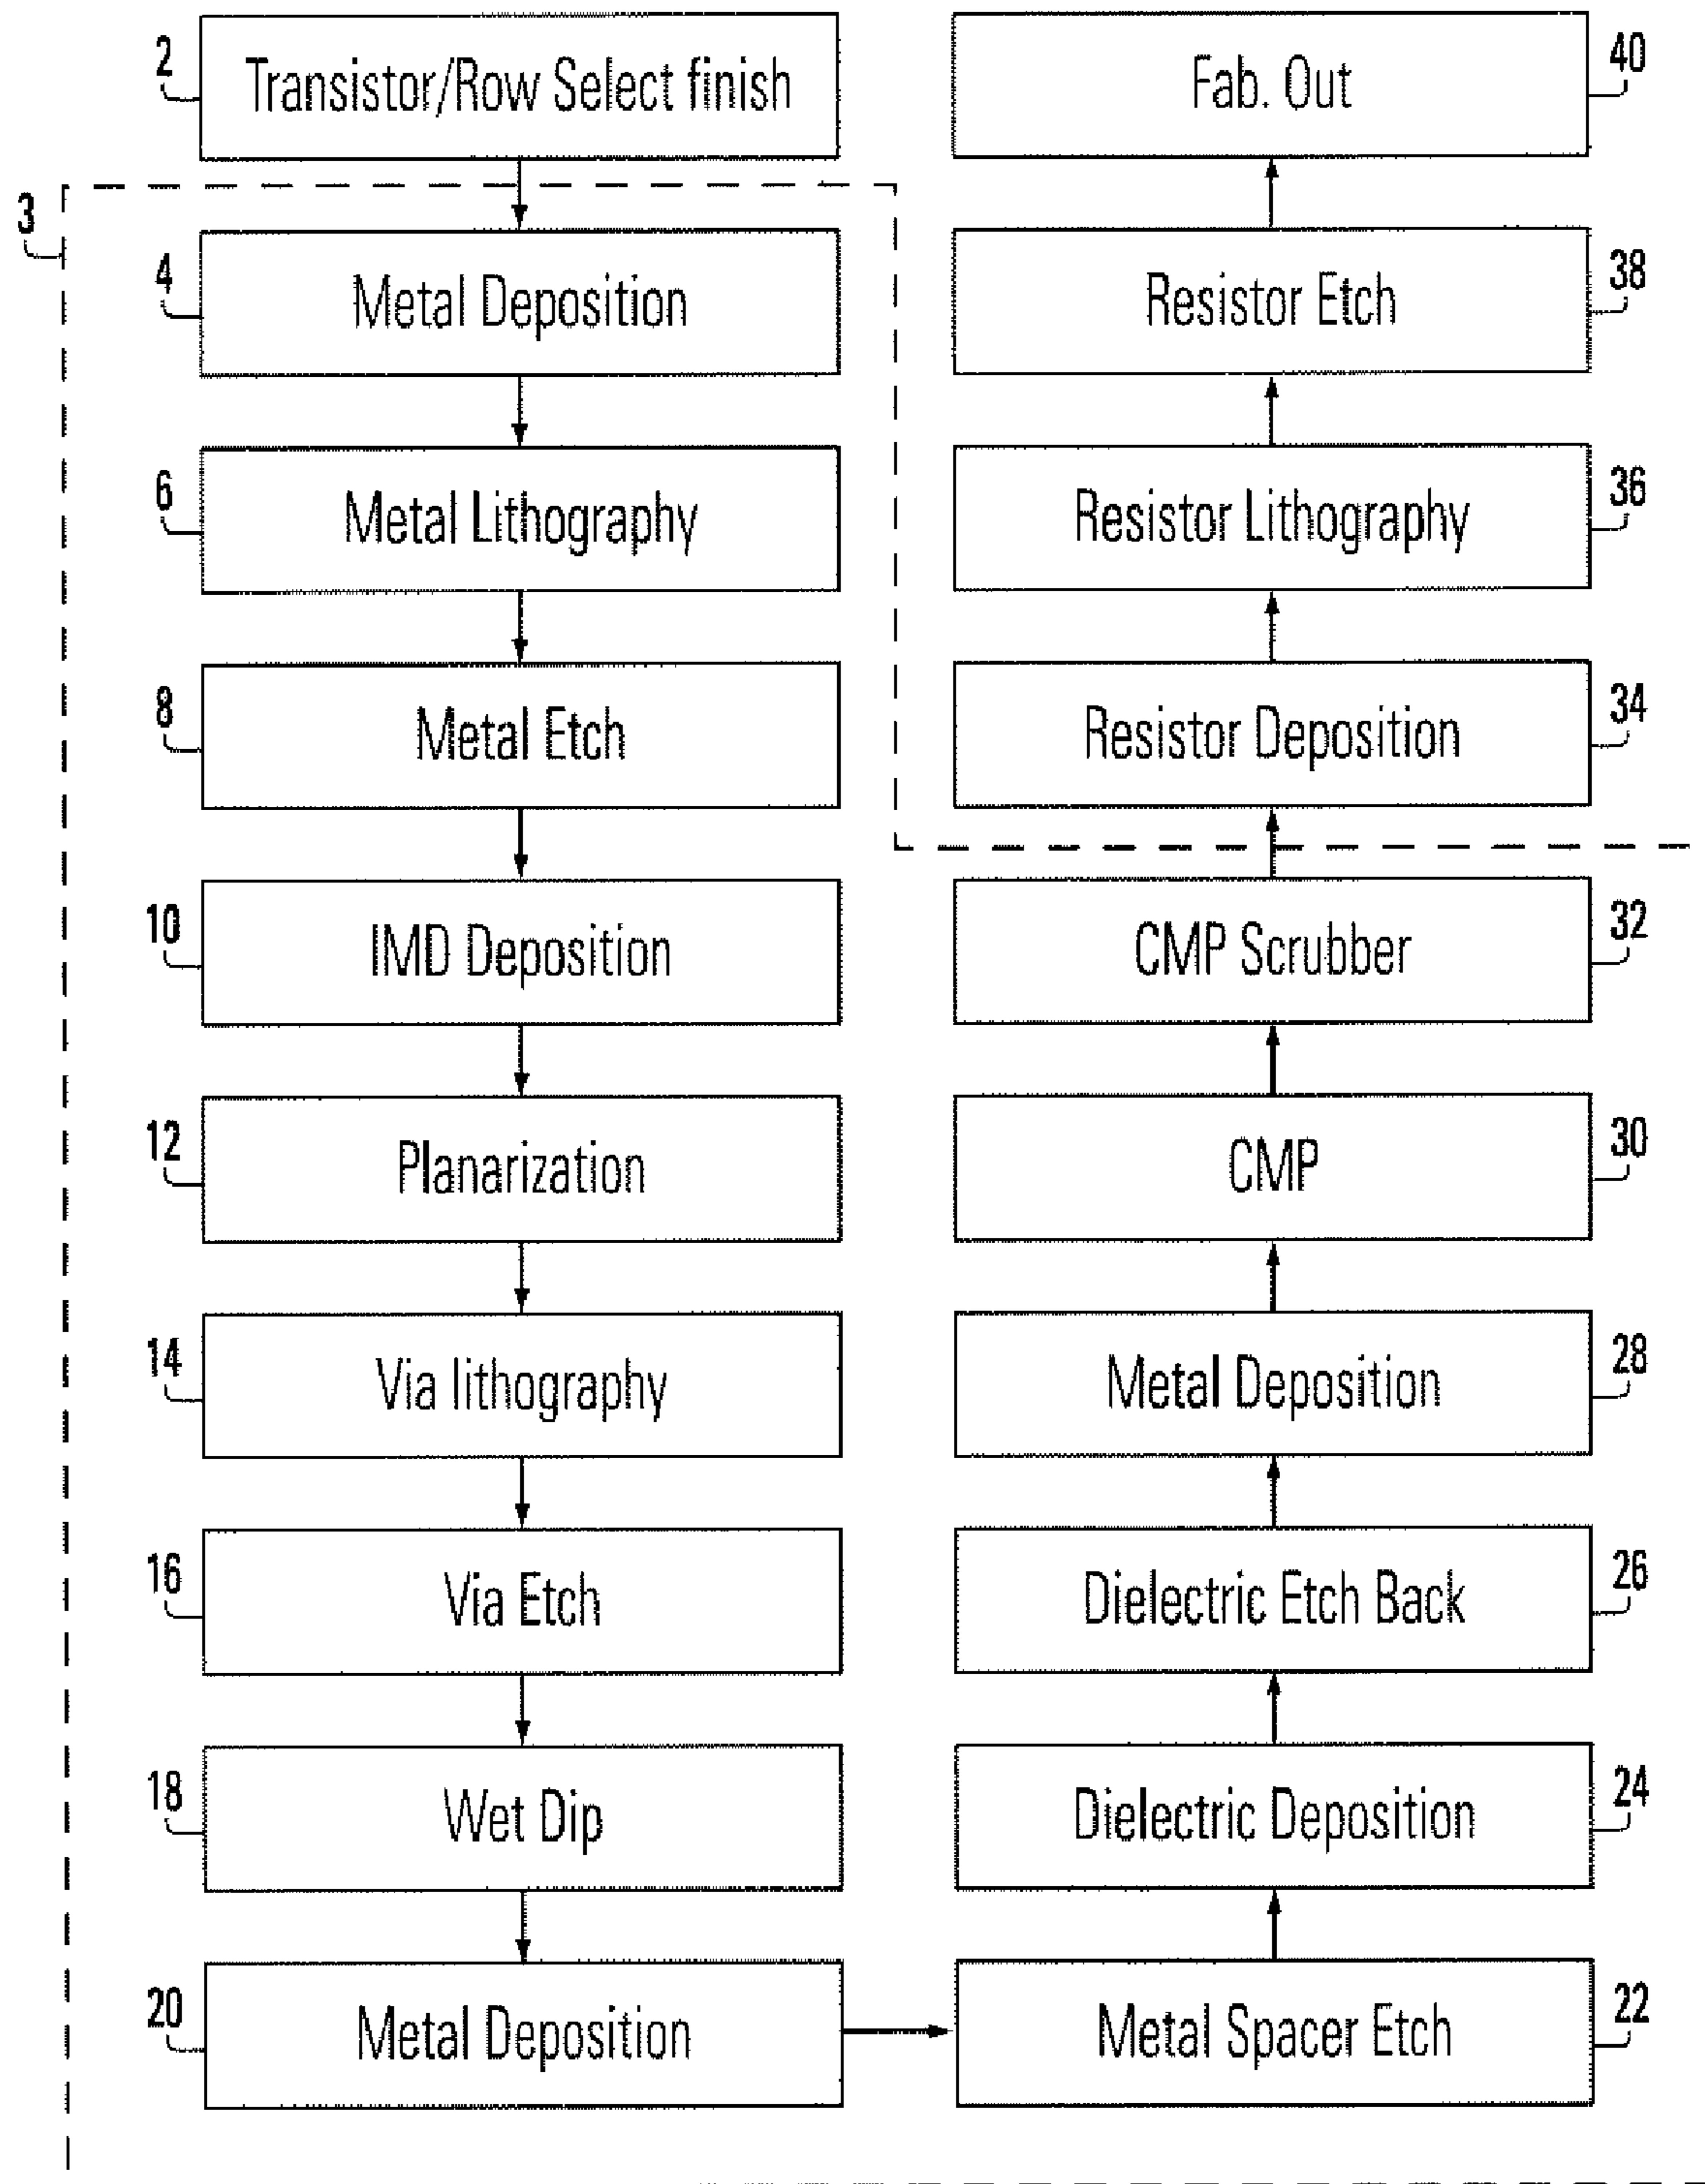 2
Transistor/Row Select finish
3
4
Metal Deposition
6
Metal Lithography
8
Metal Etch
10
IMD Deposition
12
Planarization
14
Via lithography
16
Via Etch
18
Wet Dip
20
Metal Deposition
Metal Spacer Etch
22
Dielectric Deposition
24
Dielectric Etch Back
26
Metal Deposition
28
CMP
30
CMP Scrubber
32
Resistor Deposition
34
Resistor Lithography
36
Resistor Etch
38
Fab. Out
40